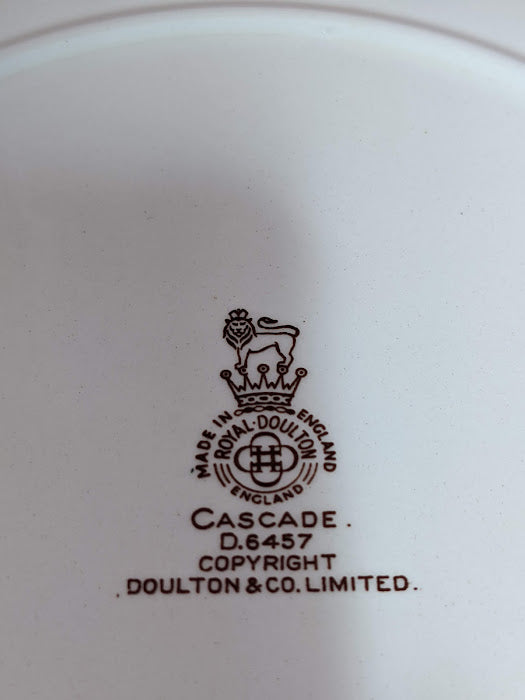 MADE IN ENGLAND
ROYAL·DOULTON
ENGLAND
CASCADE.
D.6457
COPYRIGHT
.DOULTON & CO. LIMITED.